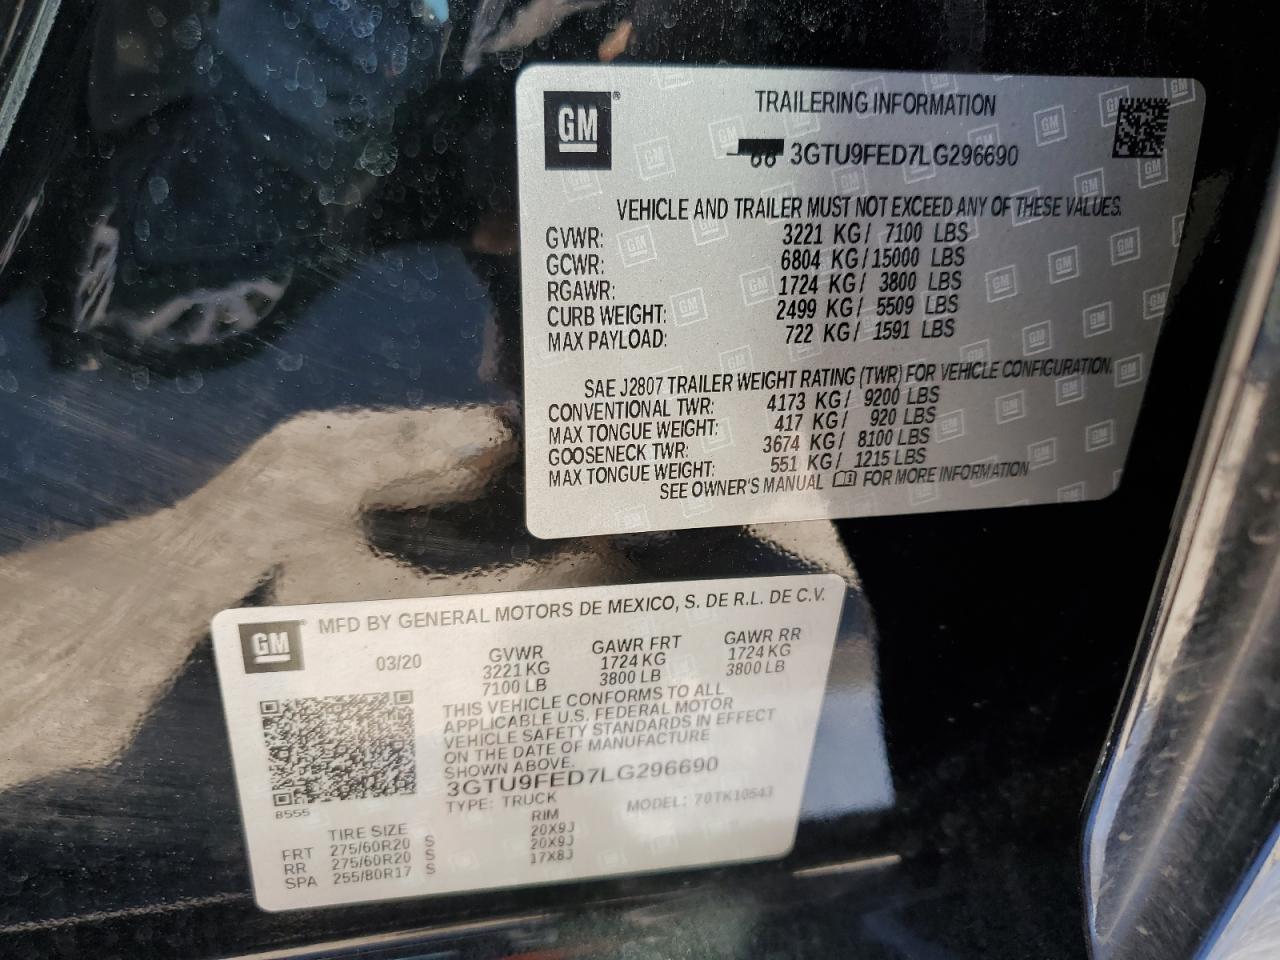 GM® TRAILERING INFORMATION
3GTU9FED7LG296690
VEHICLE AND TRAILER MUST NOT EXCEED ANY OF THESE VALUES.
GVWR: 3221 KG/ 7100 LBS
GCWR: 6804 KG/15000 LBS
RGAWR: 1724 KG/ 3800 LBS
CURB WEIGHT: 2499 KG/ 5509 LBS
MAX PAYLOAD: 722 KG/ 1591 LBS
SAE J2807 TRAILER WEIGHT RATING (TWR) FOR VEHICLE CONFIGURATION.
CONVENTIONAL TWR: 4173 KG/ 9200 LBS
MAX TONGUE WEIGHT: 417 KG/ 920 LBS
GOOSENECK TWR: 3674 KG/ 8100 LBS
MAX TONGUE WEIGHT: 551 KG/ 1215 LBS
SEE OWNER'S MANUAL FOR MORE INFORMATION
GM® MFD BY GENERAL MOTORS DE MEXICO, S. DE R.L. DE C.V.
03/20 GVWR GAWR FRT GAWR RR
3221 KG 1724 KG 1724 KG
7100 LB 3800 LB 3800 LB
THIS VEHICLE CONFORMS TO ALL
APPLICABLE U.S. FEDERAL MOTOR
VEHICLE SAFETY STANDARDS IN EFFECT
ON THE DATE OF MANUFACTURE
SHOWN ABOVE.
3GTU9FED7LG296690
8555 TYPE: TRUCK MODEL: 70TK10543
TIRE SIZE RIM
FRT 275/60R20 S 20X9J
RR 275/60R20 S 20X9J
SPA 255/80R17 S 17X8J